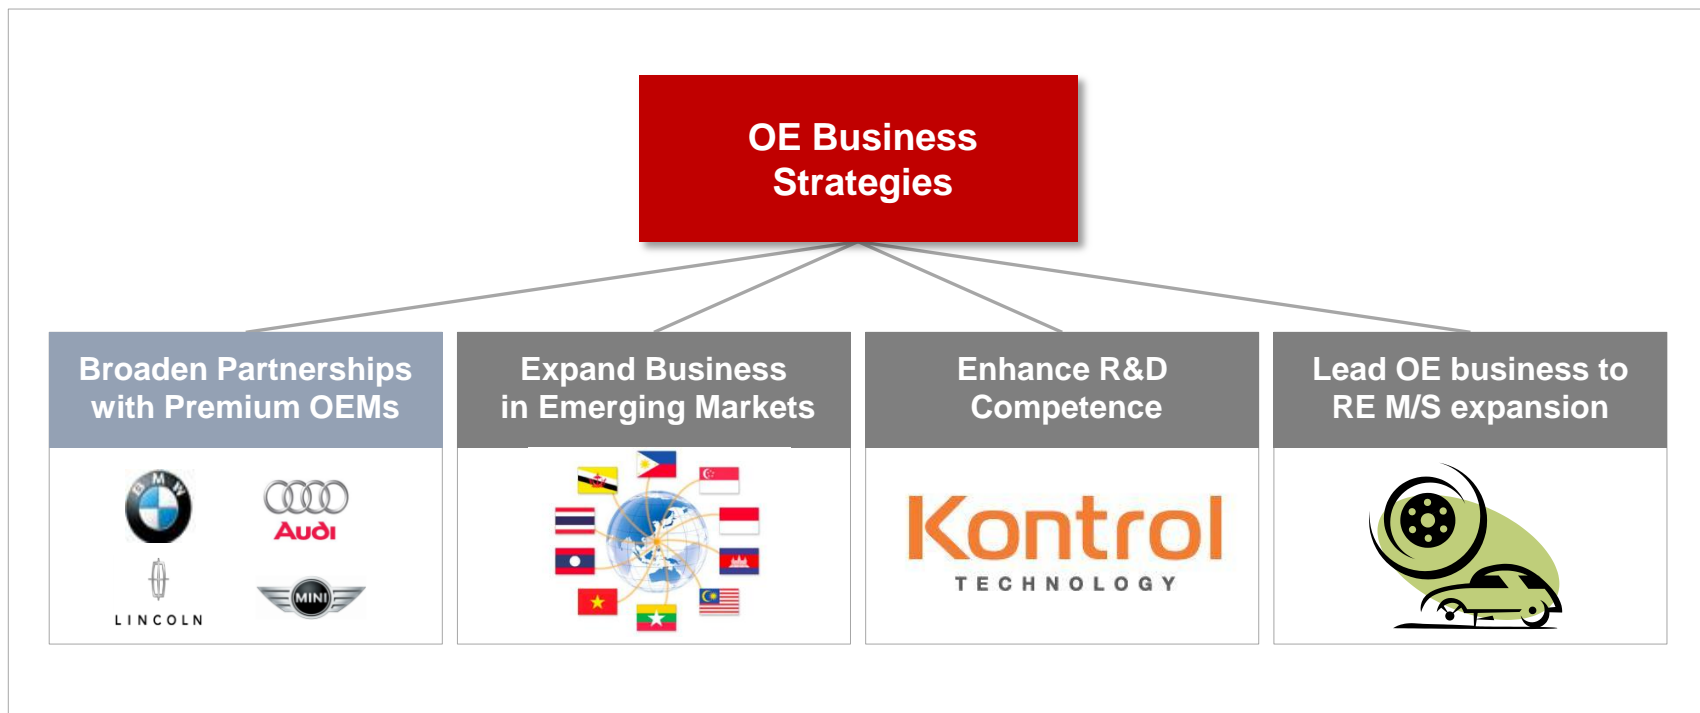 OE Business
Strategies
Broaden Partnerships
with Premium OEMs
Expand Business
in Emerging Markets
Enhance R&D
Competence
Lead OE business to
RE M/S expansion
BMW
Audi
LINCOLN
MINI
Kontrol
TECHNOLOGY